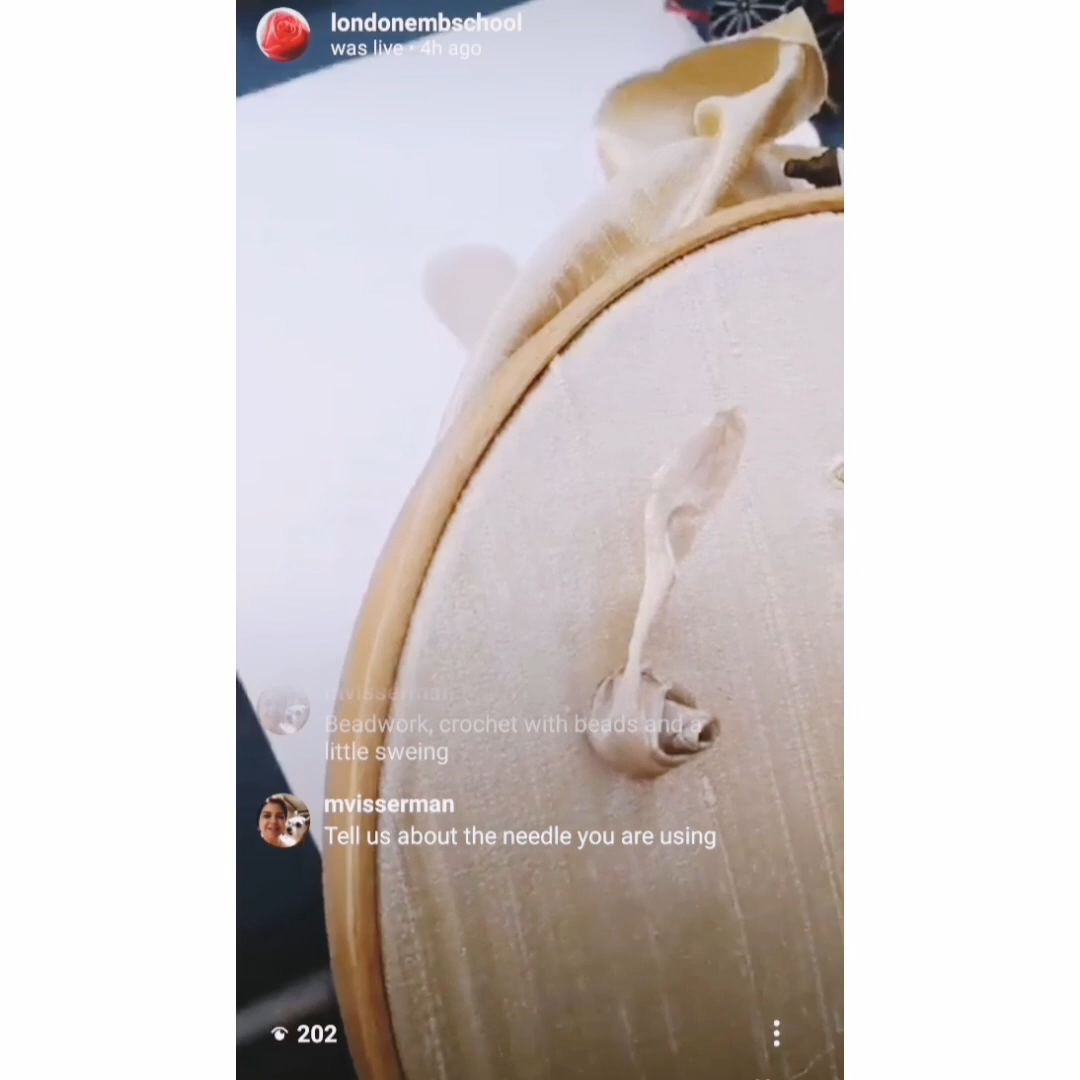 londonembschool
was live • 4h ago
mvisserman
Beadwork, crochet with beads and a
little sweing
mvisserman
Tell us about the needle you are using
202